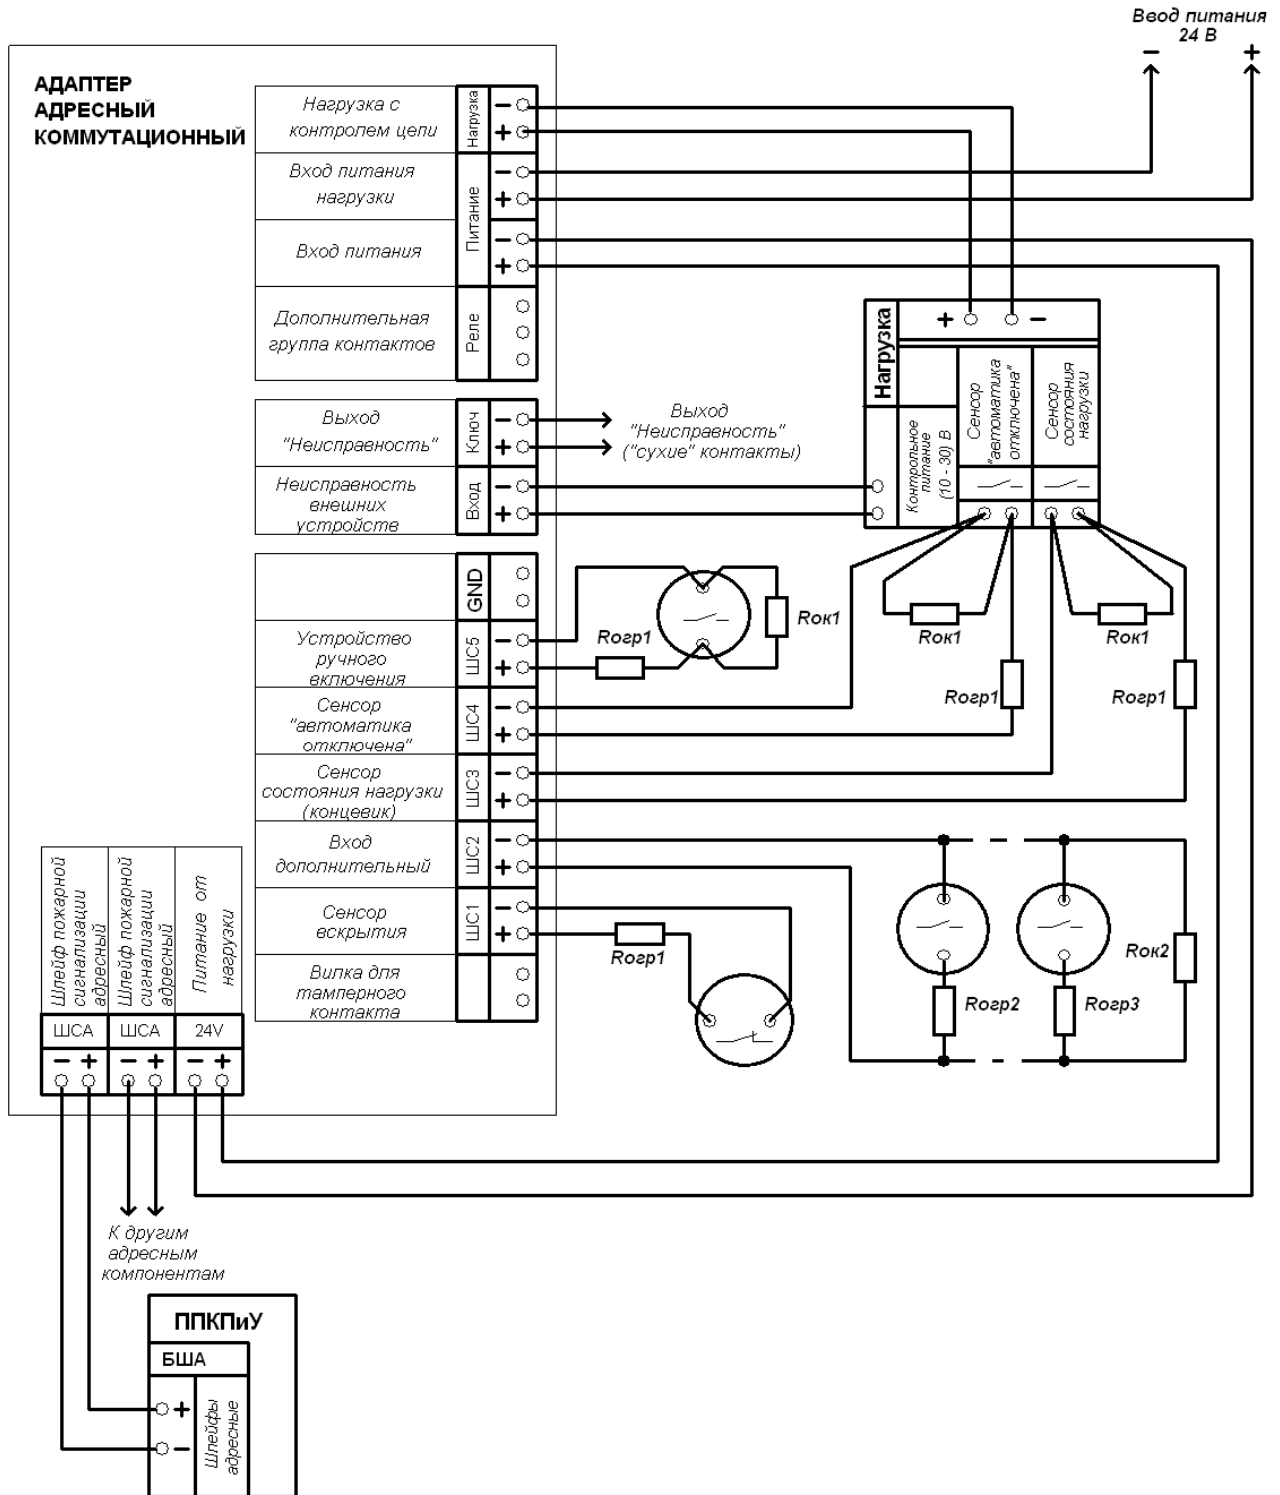 Ввод питания
24 В
− +
АДАПТЕР
АДРЕСНЫЙ
КОММУТАЦИОННЫЙ
Нагрузка с
контролем цепи
Нагрузка
− +
Вход питания
нагрузки
Питание
− +
Вход питания
− +
Дополнительная
группа контактов
Реле
Выход
"Неисправность"
Ключ
− +
Выход
"Неисправность"
("сухие" контакты)
Неисправность
внешних
устройств
Вход
− +
Нагрузка
+ −
Контрольное
питание
(10 - 30) В
Сенсор
"автоматика
отключена"
Сенсор
состояния
нагрузки
GND
Устройство
ручного
включения
ШС5
− +
Rогр1
Rок1
Rок1
Rок1
Сенсор
"автоматика
отключена"
ШС4
− +
Rогр1
Rогр1
Сенсор
состояния нагрузки
(концевик)
ШС3
− +
Вход
дополнительный
ШС2
− +
Сенсор
вскрытия
ШС1
− +
Rогр1
Rок2
Rогр2
Rогр3
Вилка для
тамперного
контакта
Шлейф пожарной
сигнализации
адресный
Шлейф пожарной
сигнализации
адресный
Питание от
нагрузки
ШСА ШСА 24V
− + − + − +
К другим
адресным
компонентам
ППКПиУ
БША
+
−
Шлейфы
адресные